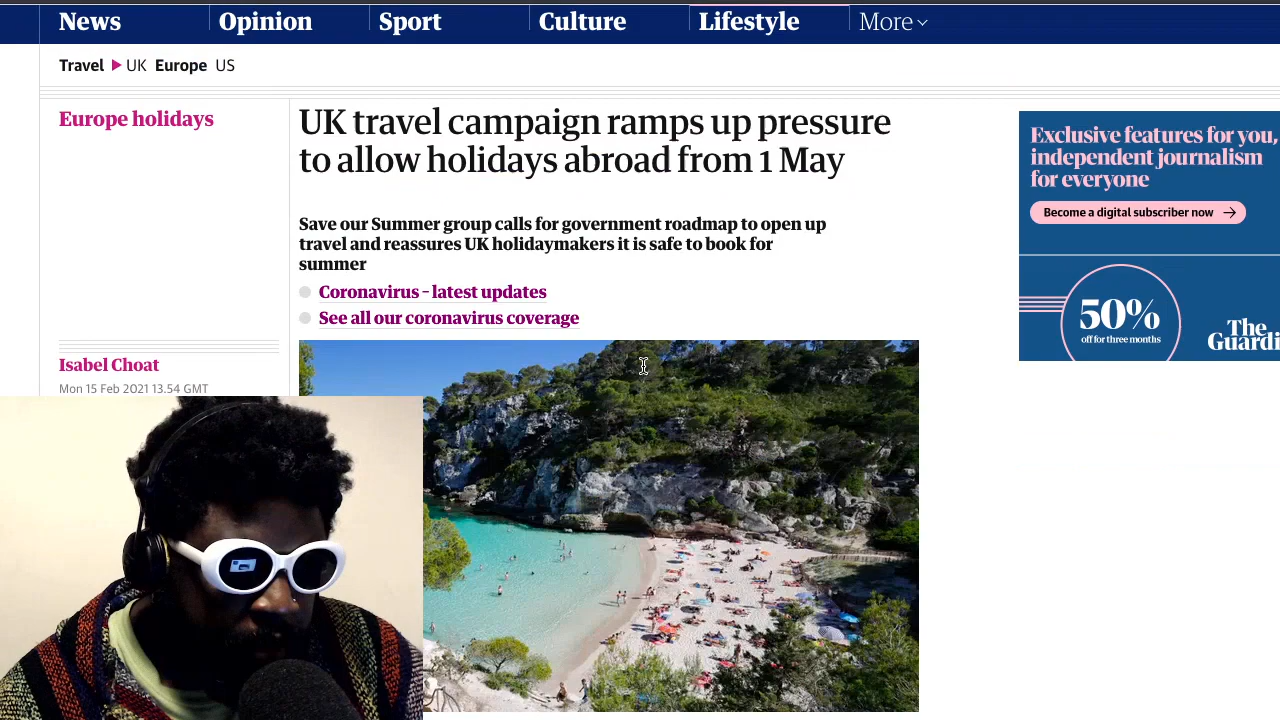 News
Opinion
Sport
Culture
Lifestyle
More
Travel
UK
Europe
US
Europe holidays
UK travel campaign ramps up pressure
to allow holidays abroad from 1 May
Save our Summer group calls for government roadmap to open up
travel and reassures UK holidaymakers it is safe to book for
summer
Coronavirus – latest updates
See all our coronavirus coverage
Isabel Choat
Mon 15 Feb 2021 13.54 GMT
Exclusive features for you,
independent journalism
for everyone
Become a digital subscriber now
50%
off for three months
The
Guardi